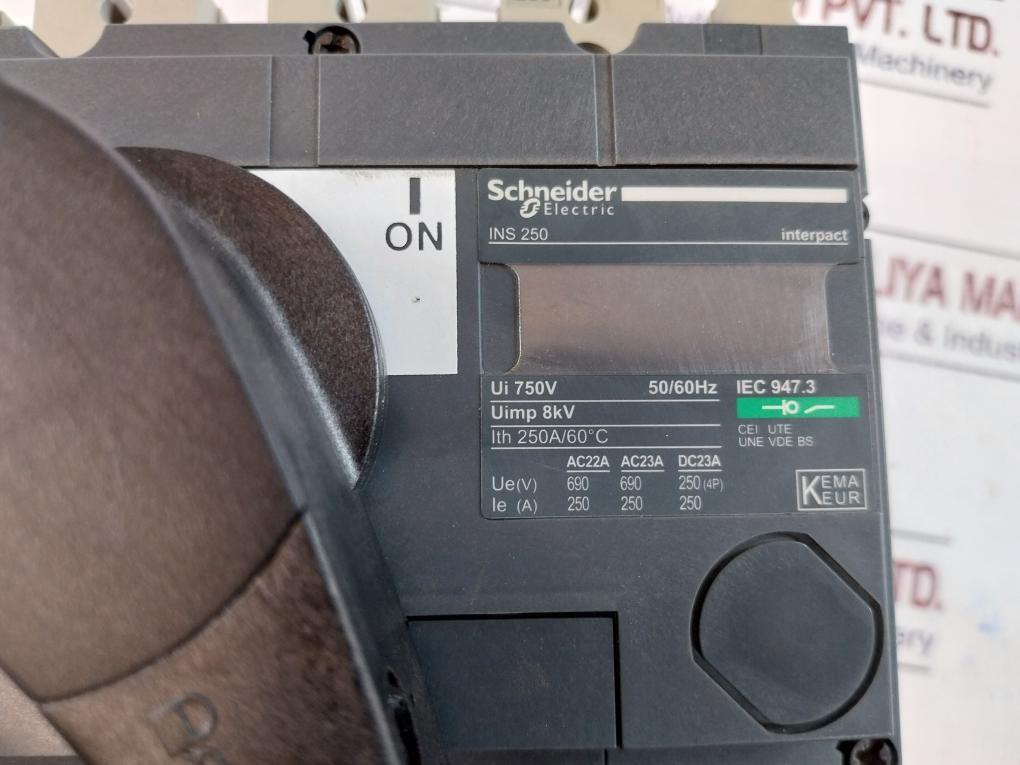 PVT. LTD.
Machinery
I
ON
Schneider
Electric
INS 250 interpact
Ui 750V 50/60Hz IEC 947.3
Uimp 8kV
Ith 250A/60°C
CEI UTE
UNE VDE BS
AC22A AC23A DC23A
Ue(V) 690 690 250 (4P)
Ie (A) 250 250 250
KEMA
KEUR